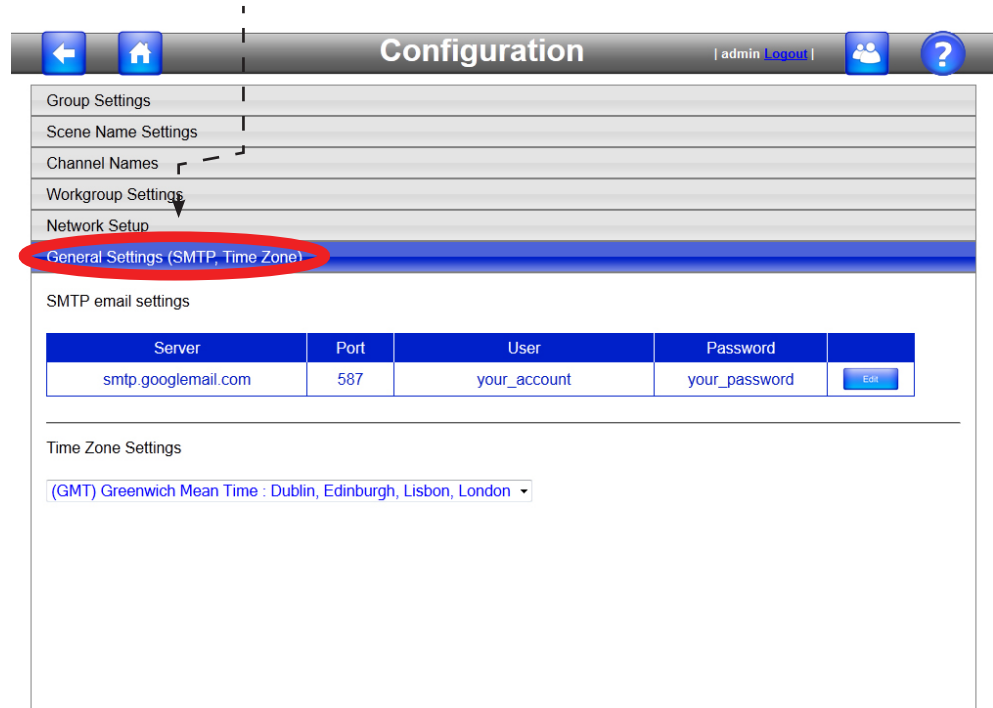 Configuration | admin Logout | ?
Group Settings
Scene Name Settings
Channel Names
Workgroup Settings
Network Setup
General Settings (SMTP, Time Zone)
SMTP email settings
Server Port User Password
smtp.googlemail.com 587 your_account your_password Edit
Time Zone Settings
(GMT) Greenwich Mean Time : Dublin, Edinburgh, Lisbon, London